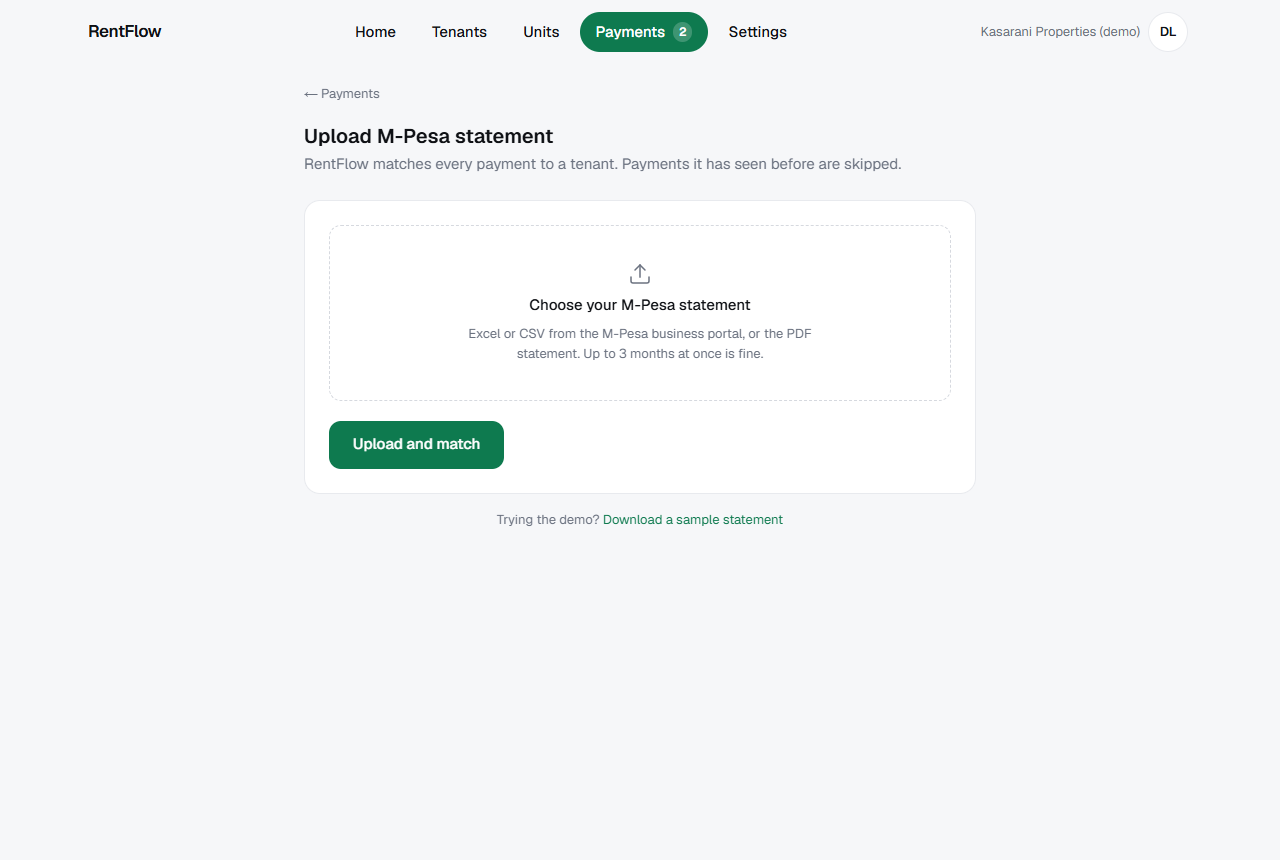 RentFlow
Home
Tenants
Units
Payments 2
Settings
Kasarani Properties (demo)
DL
← Payments
Upload M-Pesa statement
RentFlow matches every payment to a tenant. Payments it has seen before are skipped.
Choose your M-Pesa statement
Excel or CSV from the M-Pesa business portal, or the PDF
statement. Up to 3 months at once is fine.
Upload and match
Trying the demo? Download a sample statement